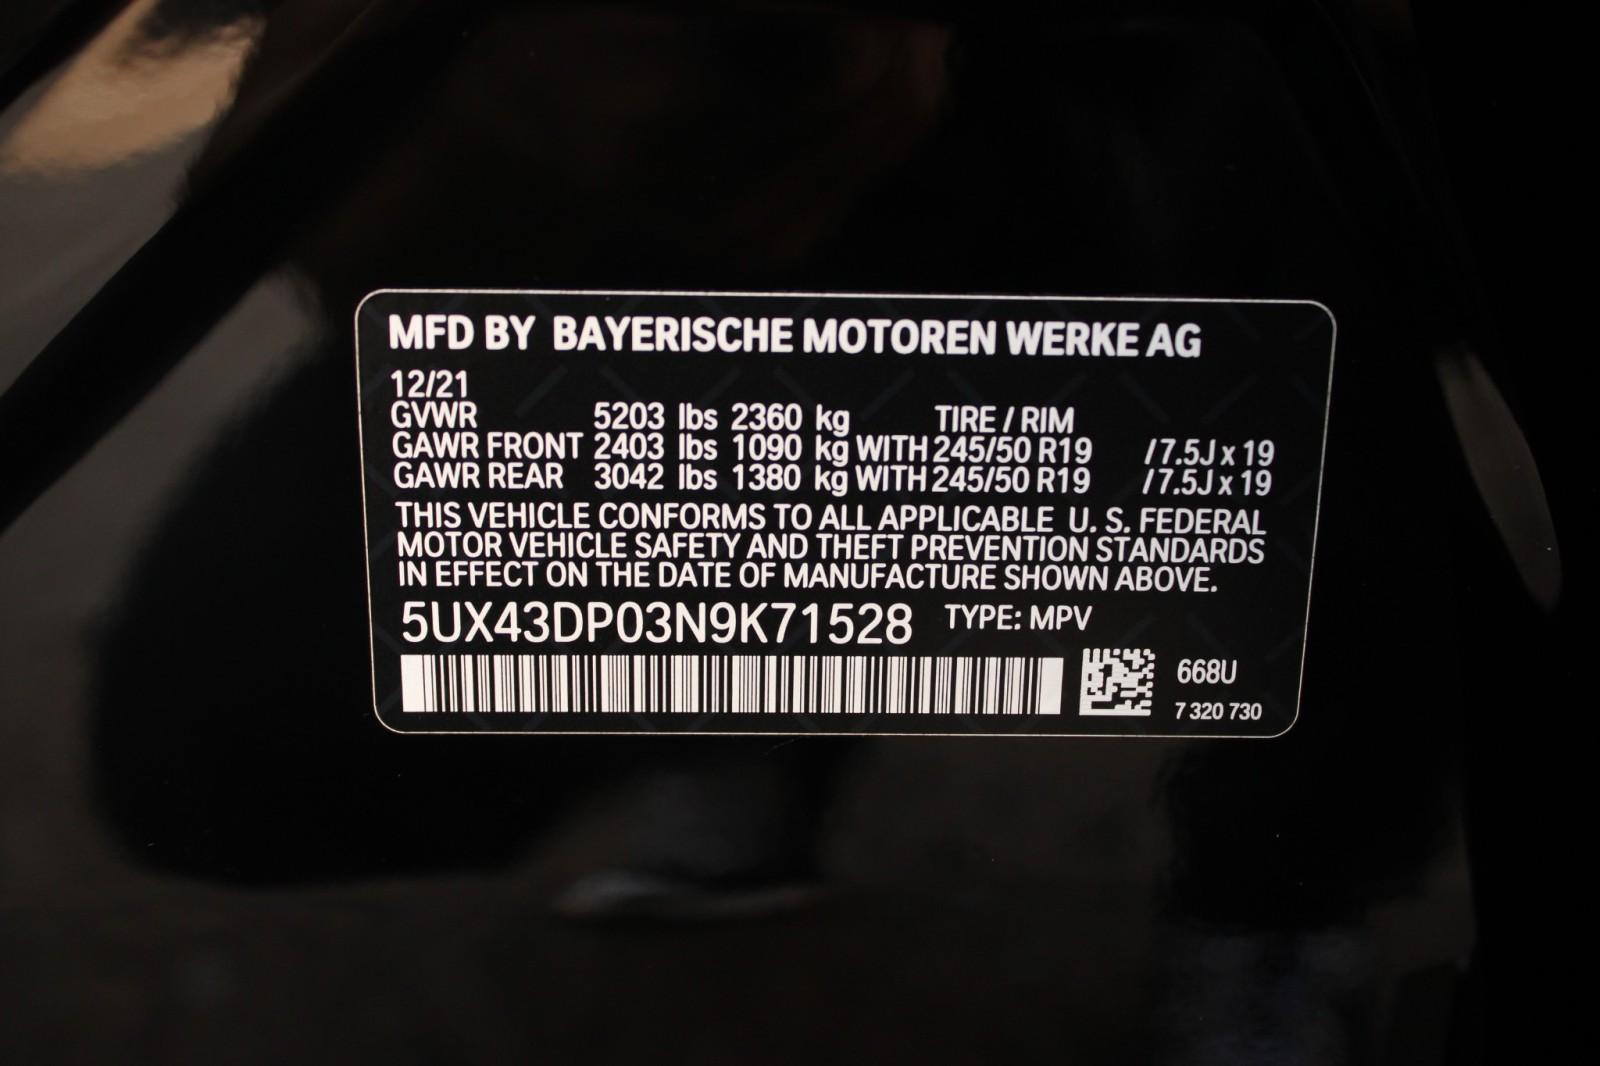 MFD BY BAYERISCHE MOTOREN WERKE AG
12/21
GVWR 5203 lbs 2360 kg TIRE / RIM
GAWR FRONT 2403 lbs 1090 kg WITH 245/50 R19 / 7.5J x 19
GAWR REAR 3042 lbs 1380 kg WITH 245/50 R19 / 7.5J x 19
THIS VEHICLE CONFORMS TO ALL APPLICABLE U. S. FEDERAL
MOTOR VEHICLE SAFETY AND THEFT PREVENTION STANDARDS
IN EFFECT ON THE DATE OF MANUFACTURE SHOWN ABOVE.
5UX43DP03N9K71528 TYPE: MPV
668U
7 320 730